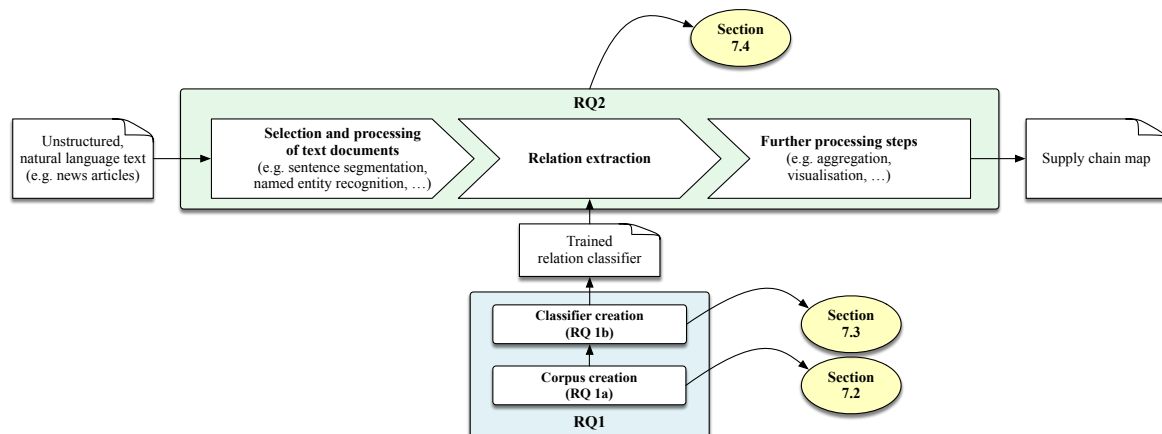 Section
7.4
RQ2
Unstructured,
natural language text
(e.g. news articles)
Selection and processing
of text documents
(e.g. sentence segmentation,
named entity recognition, …)
Relation extraction
Further processing steps
(e.g. aggregation,
visualisation, …)
Supply chain map
Trained
relation classifier
Classifier creation
(RQ 1b)
Section
7.3
Corpus creation
(RQ 1a)
Section
7.2
RQ1